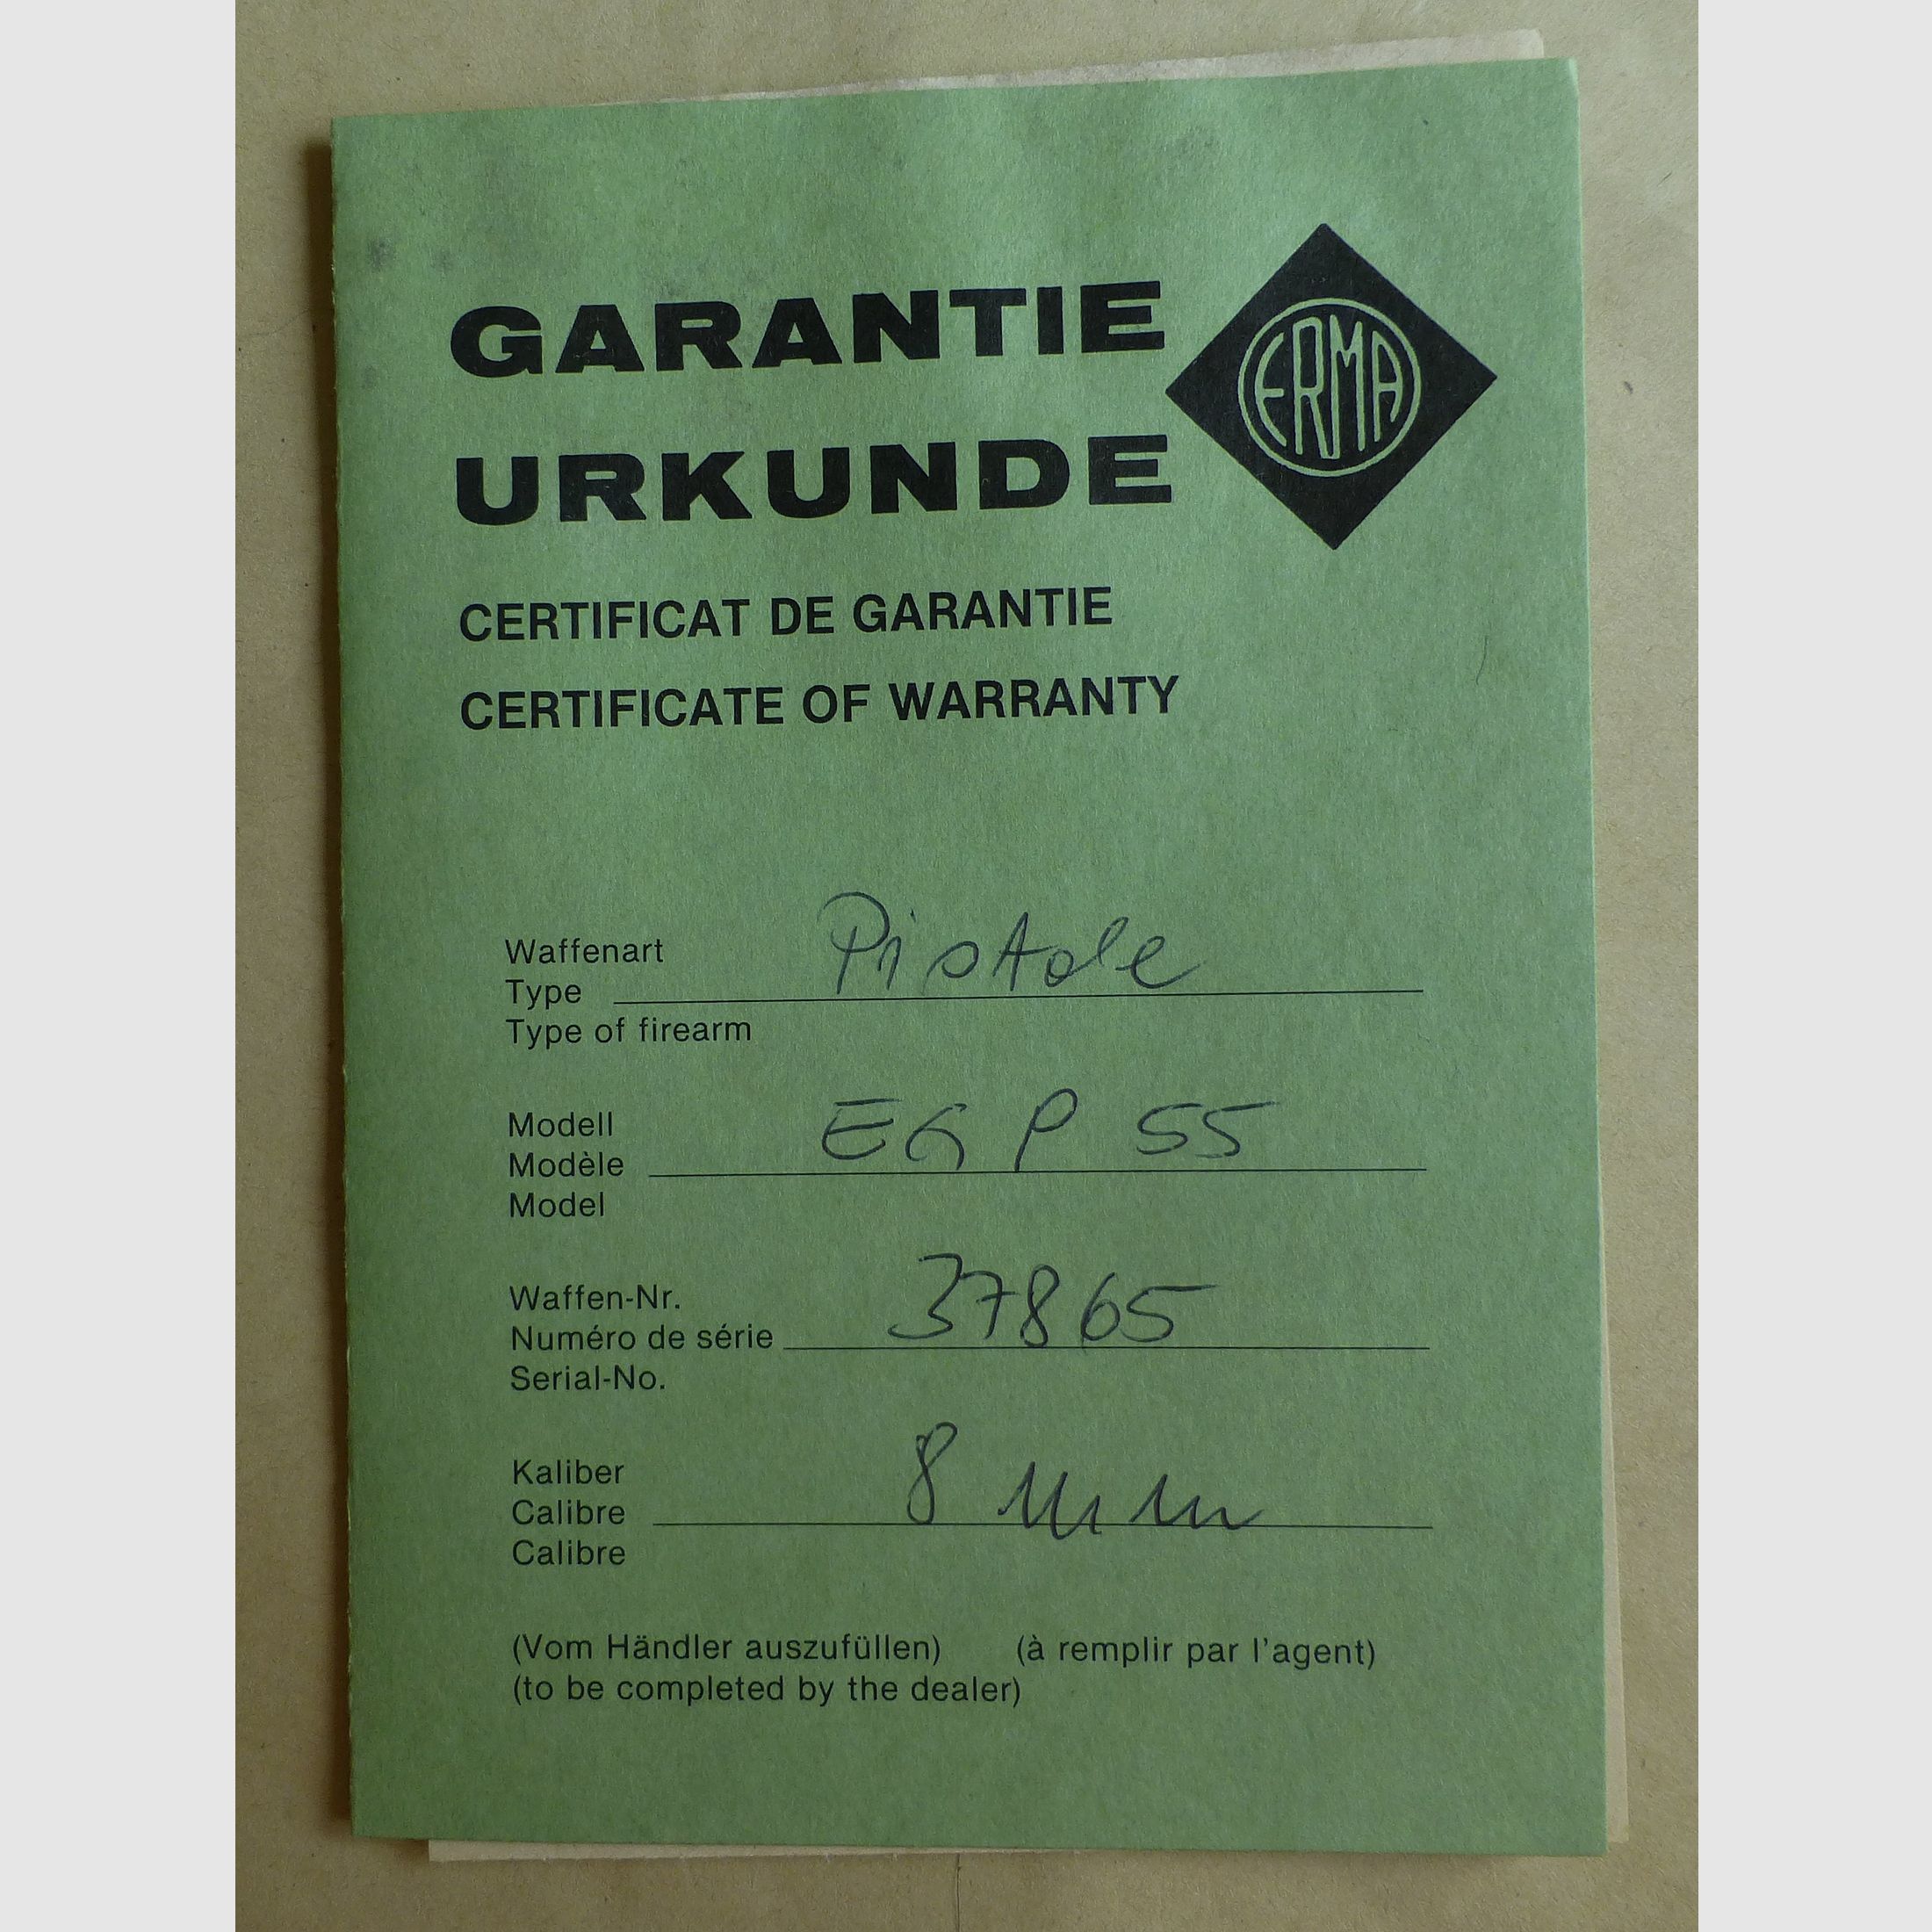 GARANTIE
URKUNDE
ERMA
CERTIFICAT DE GARANTIE
CERTIFICATE OF WARRANTY
Waffenart
Type Pistole
Type of firearm
Modell
Modèle EG P 55
Model
Waffen-Nr.
Numéro de série 37865
Serial-No.
Kaliber
Calibre 8 mm
Calibre
(Vom Händler auszufüllen) (à remplir par l'agent)
(to be completed by the dealer)